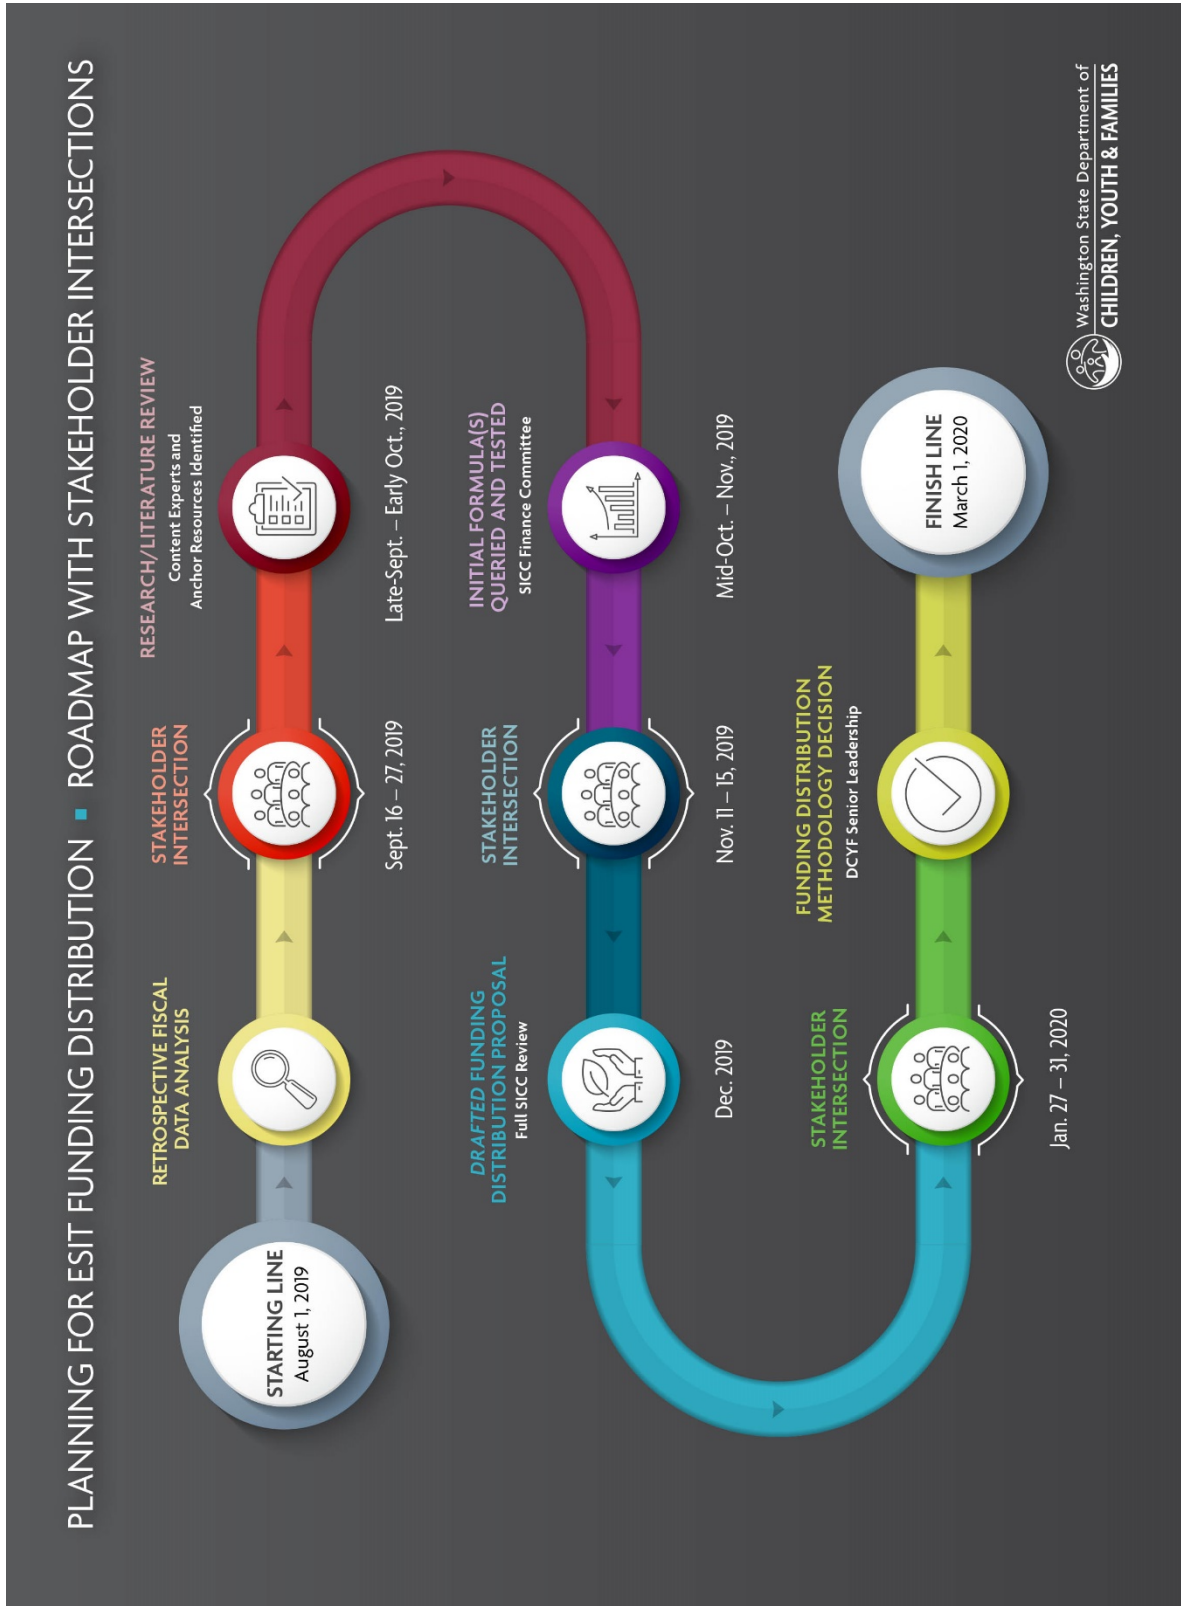 PLANNING FOR ESIT FUNDING DISTRIBUTION ▪ ROADMAP WITH STAKEHOLDER INTERSECTIONS
STARTING LINE
August 1, 2019
RETROSPECTIVE FISCAL
DATA ANALYSIS
STAKEHOLDER
INTERSECTION
Sept. 16 – 27, 2019
RESEARCH/LITERATURE REVIEW
Content Experts and
Anchor Resources Identified
Late-Sept. – Early Oct., 2019
INITIAL FORMULA(S)
QUERIED AND TESTED
SICC Finance Committee
Mid-Oct. – Nov., 2019
STAKEHOLDER
INTERSECTION
Nov. 11 – 15, 2019
DRAFTED FUNDING
DISTRIBUTION PROPOSAL
Full SICC Review
Dec. 2019
STAKEHOLDER
INTERSECTION
Jan. 27 – 31, 2020
FUNDING DISTRIBUTION
METHODOLOGY DECISION
DCYF Senior Leadership
FINISH LINE
March 1, 2020
Washington State Department of
CHILDREN, YOUTH & FAMILIES